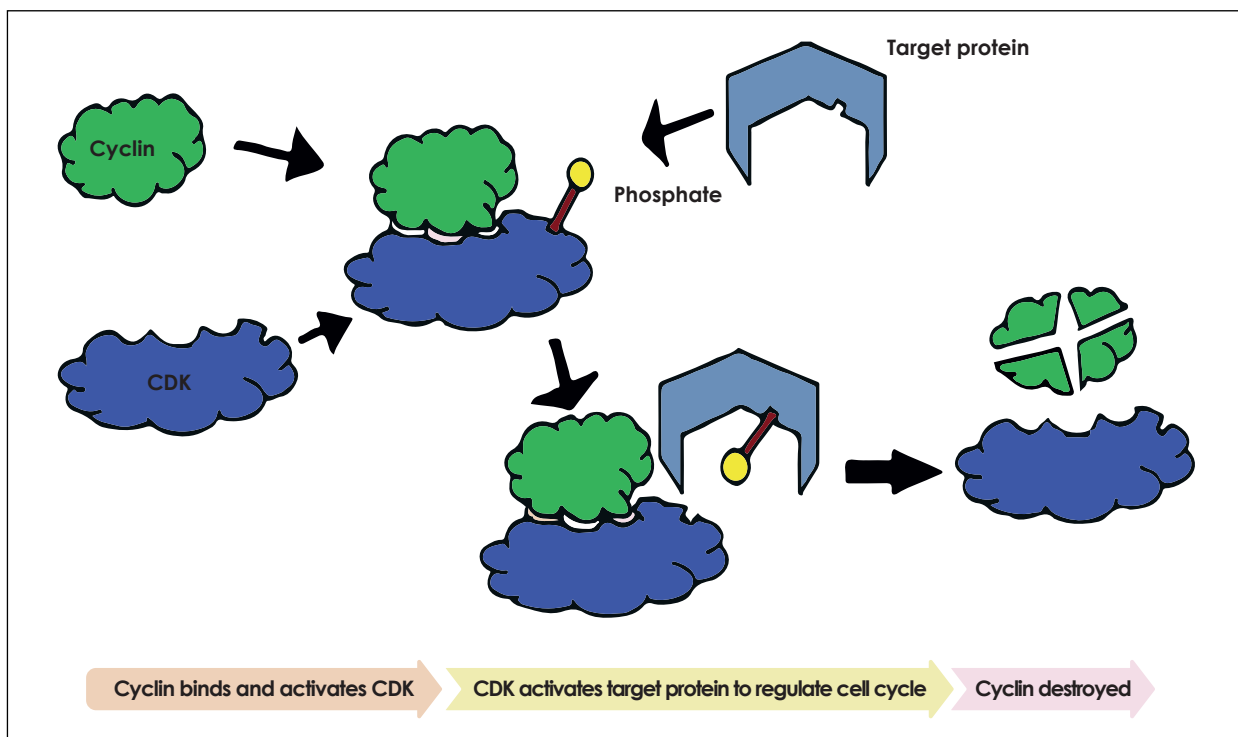 Target protein
Cyclin
Phosphate
CDK
Cyclin binds and activates CDK
CDK activates target protein to regulate cell cycle
Cyclin destroyed